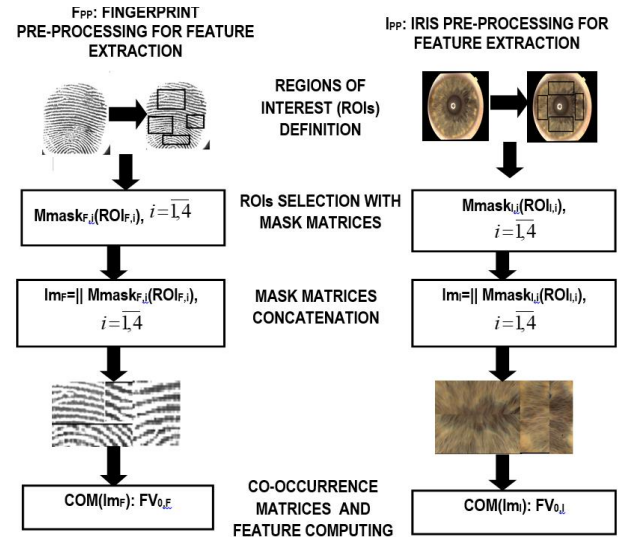 FPP: FINGERPRINT
PRE-PROCESSING FOR FEATURE
EXTRACTION
IPP: IRIS PRE-PROCESSING FOR
FEATURE EXTRACTION
REGIONS OF
INTEREST (ROIs)
DEFINITION
MmaskF,i(ROIF,i), i=1,4
ROIs SELECTION WITH
MASK MATRICES
MmaskI,i(ROII,i),
i=1,4
ImF=|| MmaskF,i(ROIF,i),
i=1,4
MASK MATRICES
CONCATENATION
ImI=|| MmaskI,i(ROII,i),
i=1,4
COM(ImF): FV0,F
CO-OCCURRENCE
MATRICES AND
FEATURE COMPUTING
COM(ImI): FV0,I